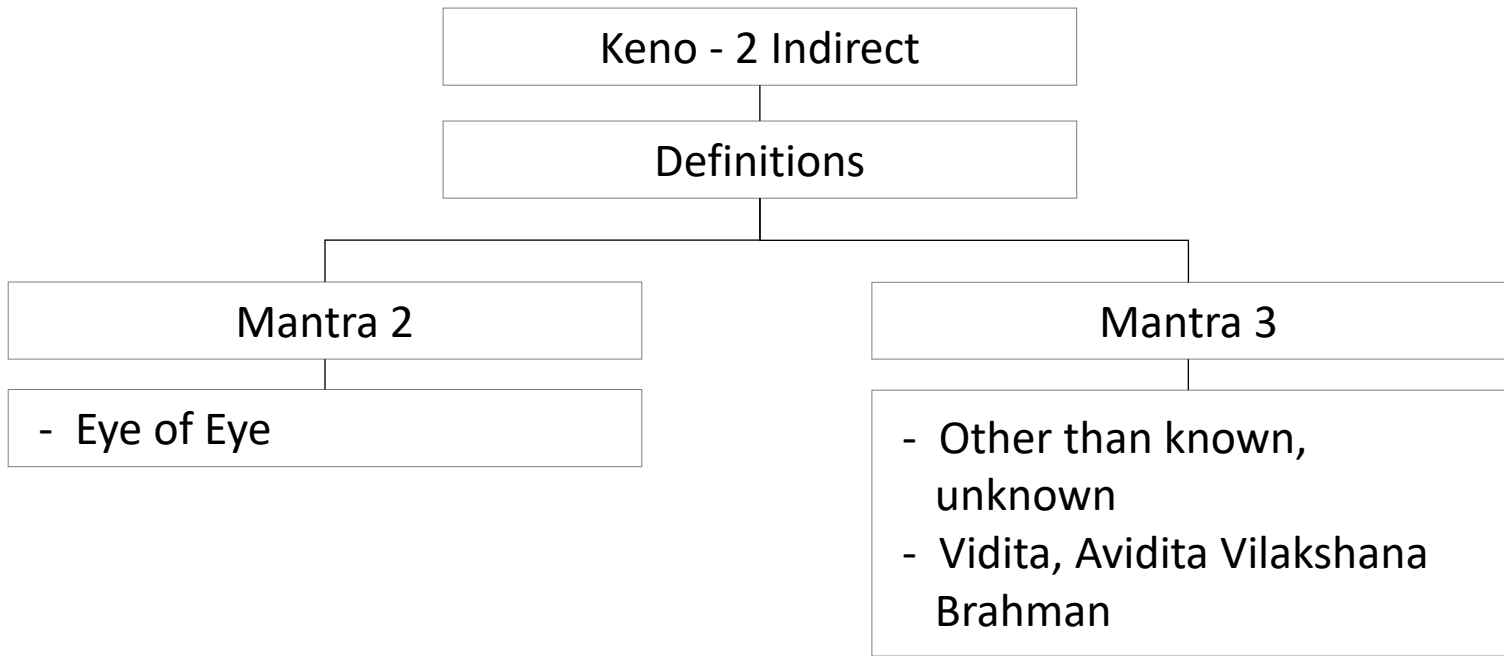 Keno - 2 Indirect
Definitions
Mantra 2
- Eye of Eye
Mantra 3
- Other than known,
unknown
- Vidita, Avidita Vilakshana
Brahman